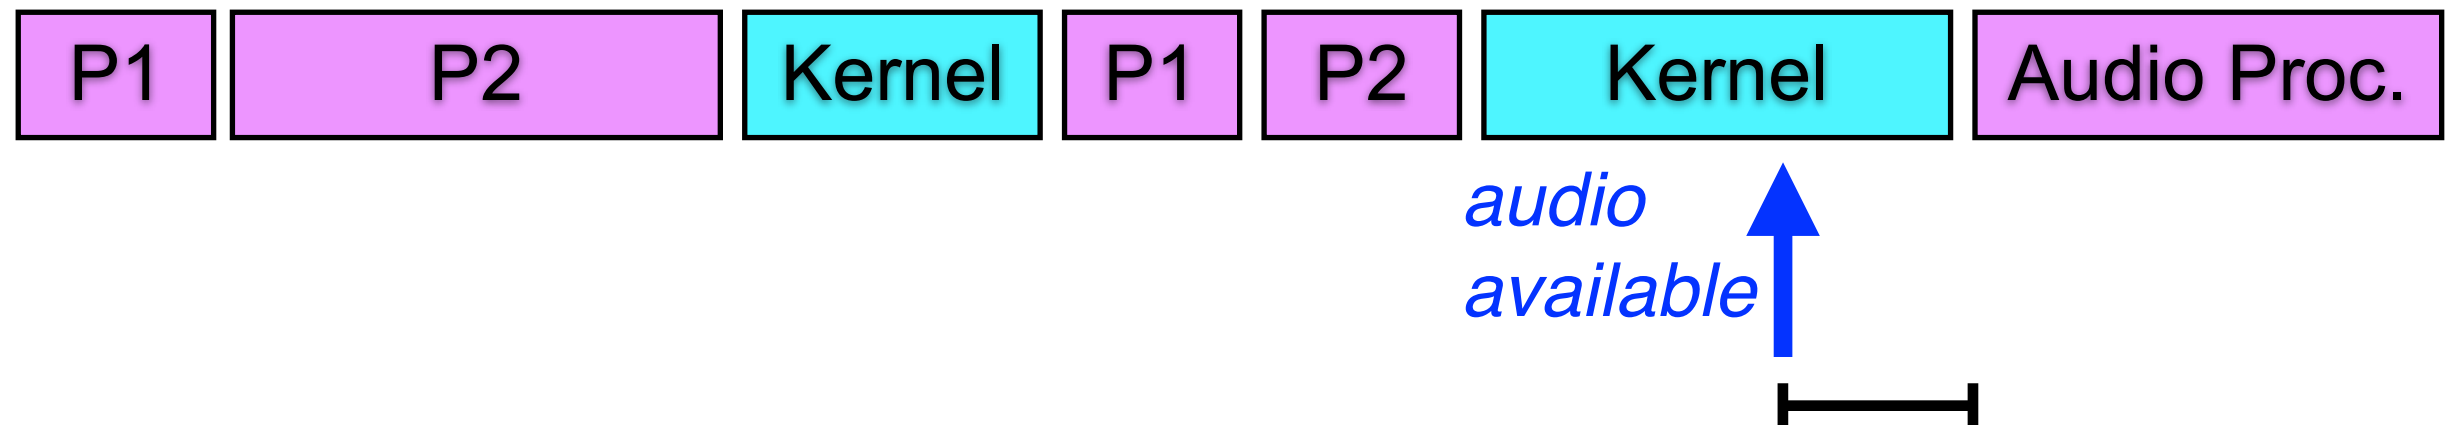 P1 P2 Kernel P1 P2 Kernel Audio Proc.
audio
available